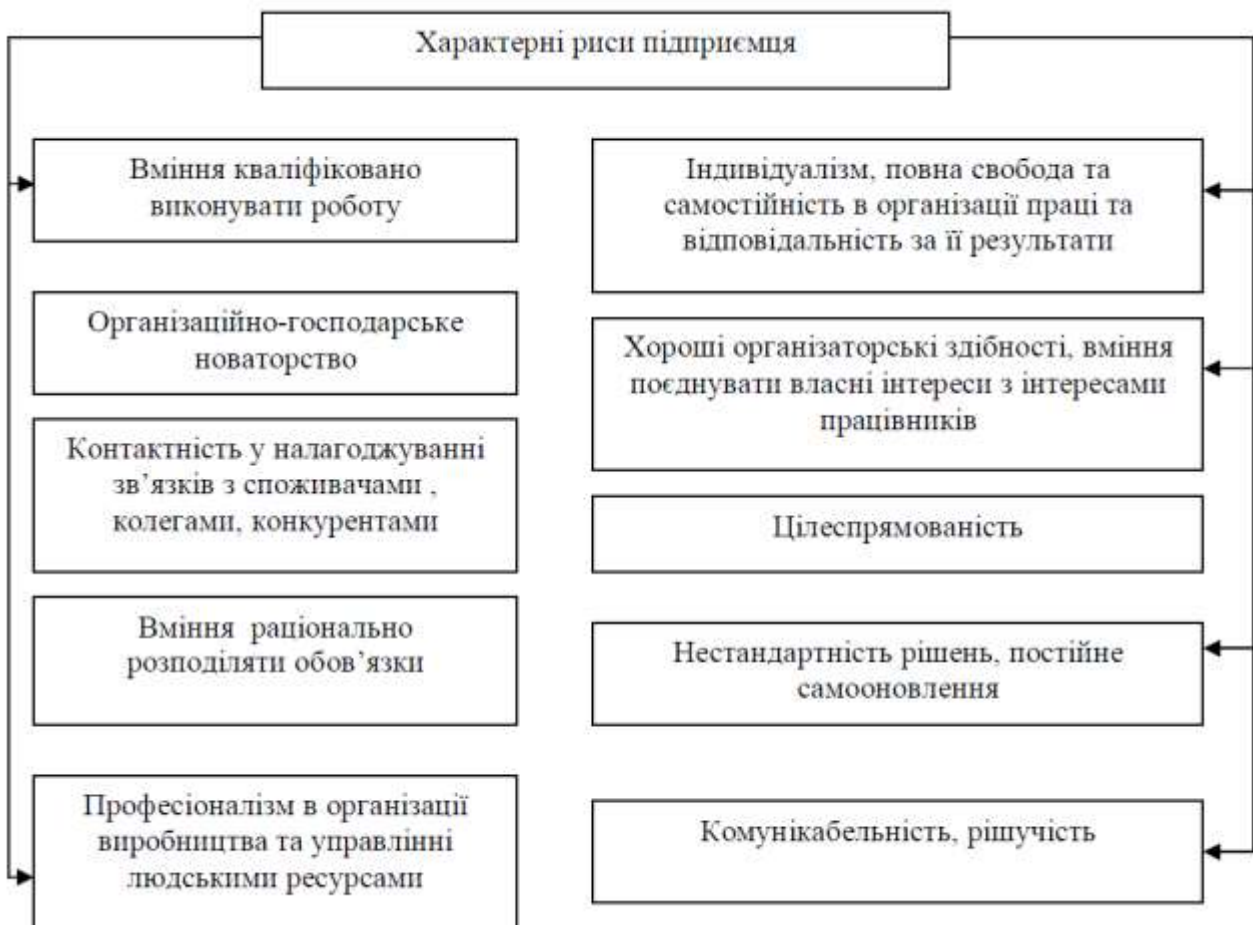 Характерні риси підприємця
Вміння кваліфіковано
виконувати роботу
Організаційно-господарське
новаторство
Контактність у налагоджуванні
зв’язків з споживачами ,
колегами, конкурентами
Вміння раціонально
розподіляти обов’язки
Професіоналізм в організації
виробництва та управлінні
людськими ресурсами
Індивідуалізм, повна свобода та
самостійність в організації праці та
відповідальність за її результати
Хороші організаторські здібності, вміння
поєднувати власні інтереси з інтересами
працівників
Цілеспрямованість
Нестандартність рішень, постійне
самооновлення
Комунікабельність, рішучість